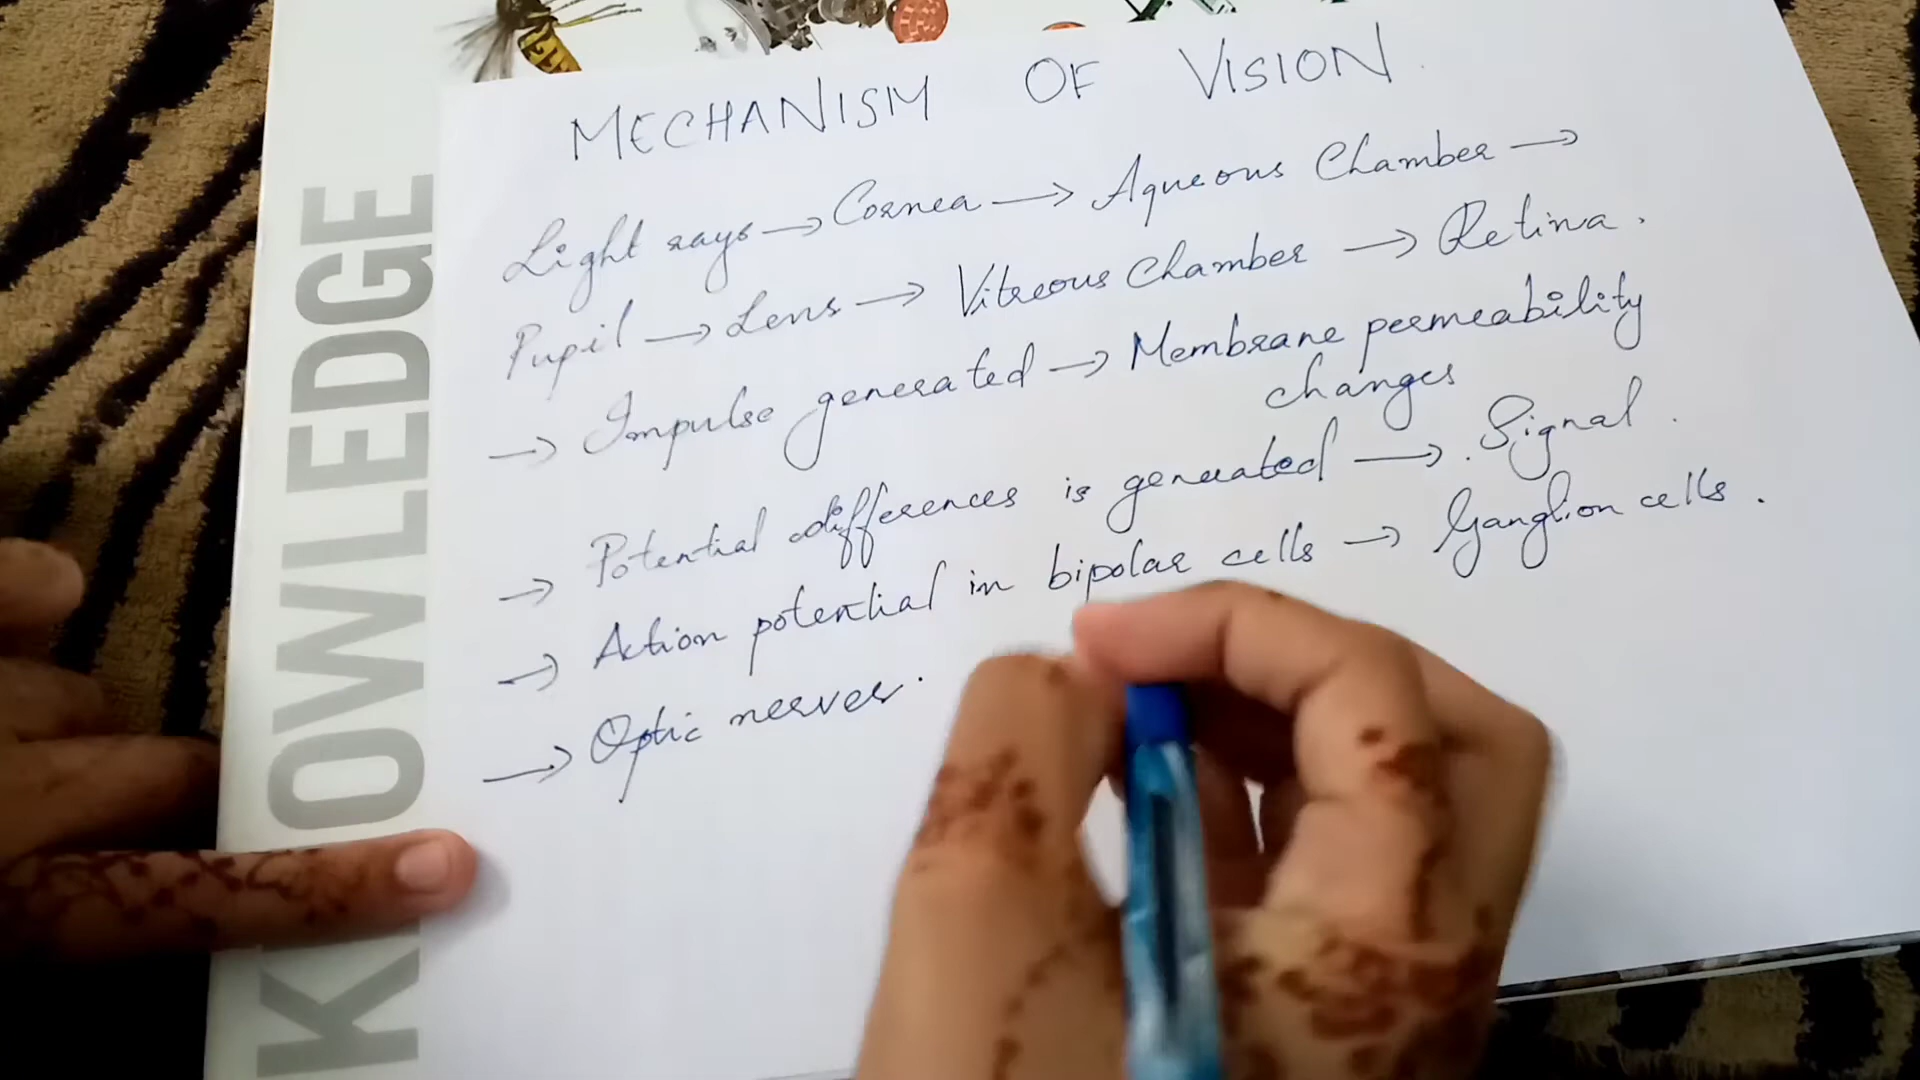 MECHANISM OF VISION
Light rays → Cornea → Aqueous Chamber →
Pupil → Lens → Vitreous Chamber → Retina.
→ Impulse generated → Membrane permeability
changes
→ Potential differences is generated → Signal.
→ Action potential in bipolar cells → Ganglion cells.
→ Optic nerves.
KNOWLEDGE